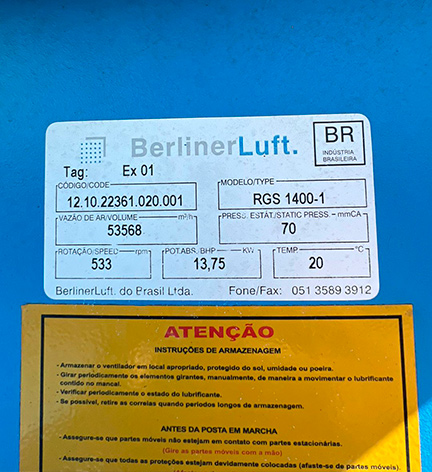 BerlinerLuft.
BR
INDÚSTRIA
BRASILEIRA
Tag: Ex 01
CÓDIGO/CODE
12.10.22361.020.001
MODELO/TYPE
RGS 1400-1
VAZÃO DE AR/VOLUME m³/h
53568
PRESS. ESTÁT/STATIC PRESS. - mmCA
70
ROTAÇÃO/SPEED rpm
533
POT.ABS. BHP KW
13,75
TEMP. °C
20
BerlinerLuft. do Brasil Ltda. Fone/Fax: 051 3589 3912
ATENÇÃO
INSTRUÇÕES DE ARMAZENAGEM
- Armazenar o ventilador em local apropriado, protegido do sol, umidade ou poeira.
- Girar periodicamente os elementos girantes, manualmente, de maneira a movimentar o lubrificante
contido no mancal.
- Verificar periodicamente o estado do lubrificante.
- Se possível, retire as correias quando períodos longos de armazenagem.
ANTES DA POSTA EM MARCHA
- Assegure-se que partes móveis não estejam em contato com partes estacionárias.
(Gire as partes móveis com a mão)
- Assegure-se que todas as proteções estejam devidamente colocadas (afaste-se de partes móveis).